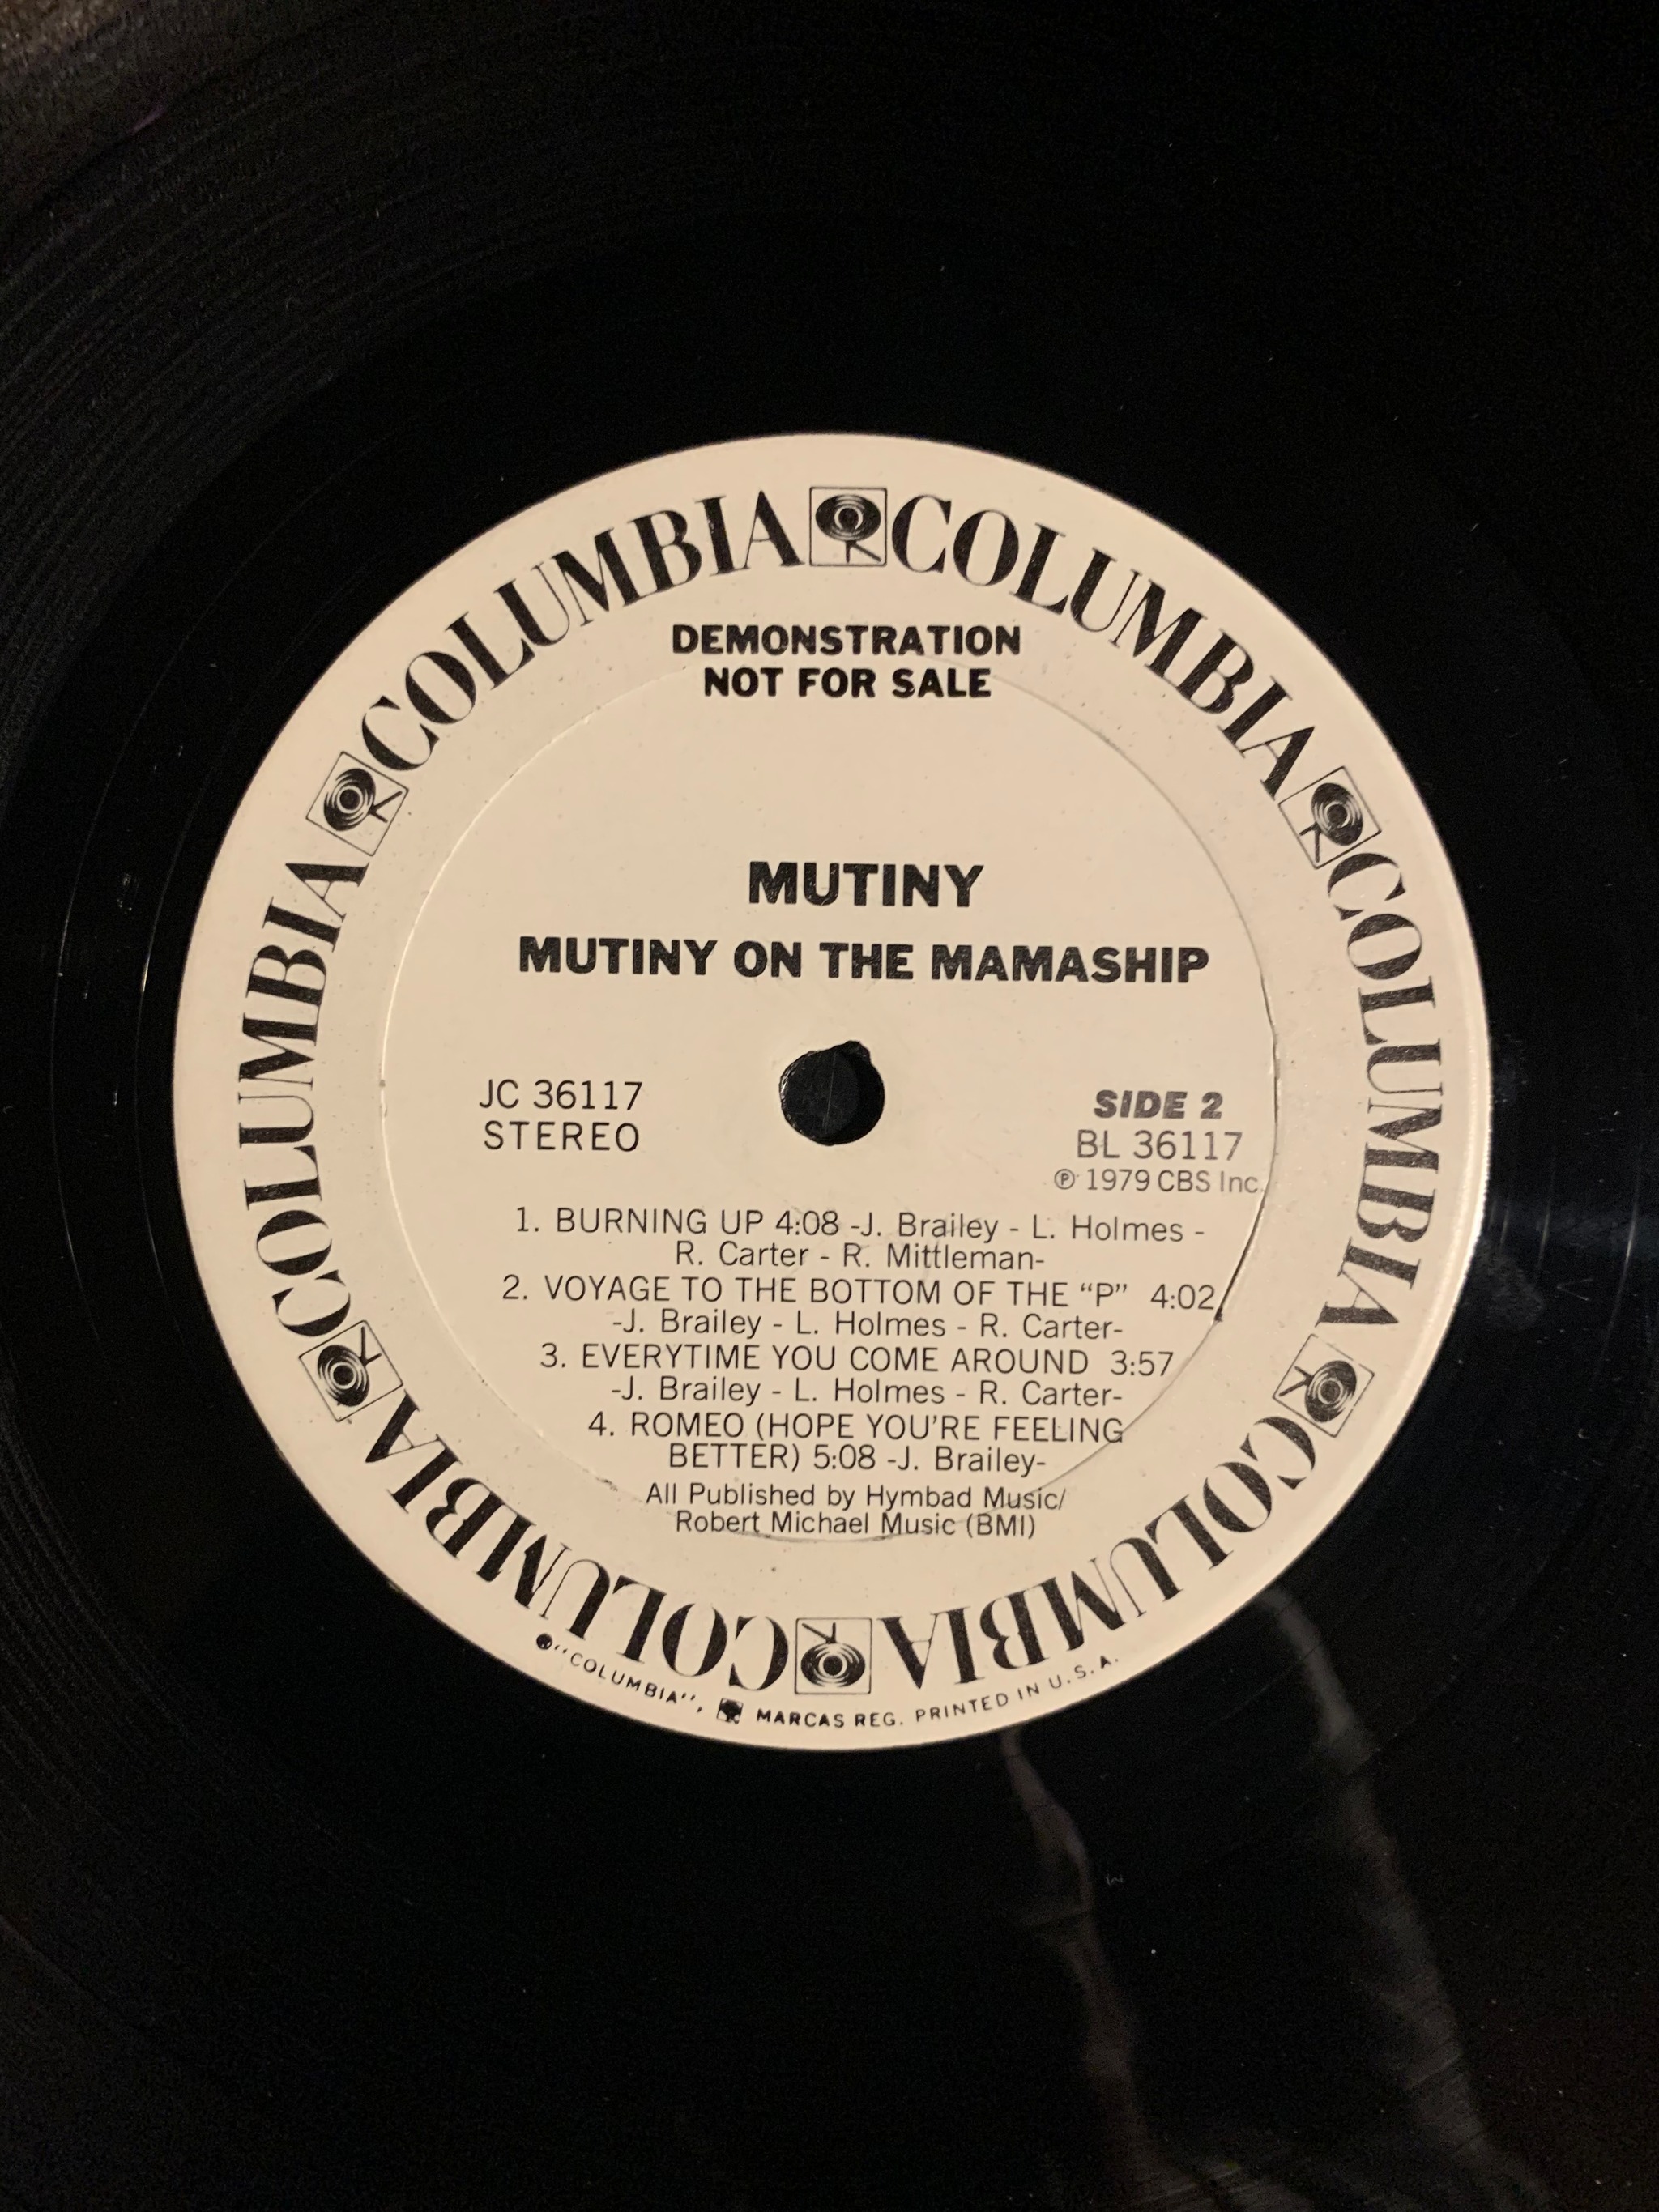 COLUMBIA COLUMBIA COLUMBIA COLUMBIA COLUMBIA COLUMBIA
DEMONSTRATION
NOT FOR SALE
MUTINY
MUTINY ON THE MAMASHIP
JC 36117
STEREO
SIDE 2
BL 36117
℗ 1979 CBS Inc.
1. BURNING UP 4:08 -J. Brailey - L. Holmes -
R. Carter - R. Mittleman-
2. VOYAGE TO THE BOTTOM OF THE “P” 4:02
-J. Brailey - L. Holmes - R. Carter-
3. EVERYTIME YOU COME AROUND 3:57
-J. Brailey - L. Holmes - R. Carter-
4. ROMEO (HOPE YOU'RE FEELING
BETTER) 5:08 -J. Brailey-
All Published by Hymbad Music/
Robert Michael Music (BMI)
"COLUMBIA", MARCAS REG. PRINTED IN U.S.A.